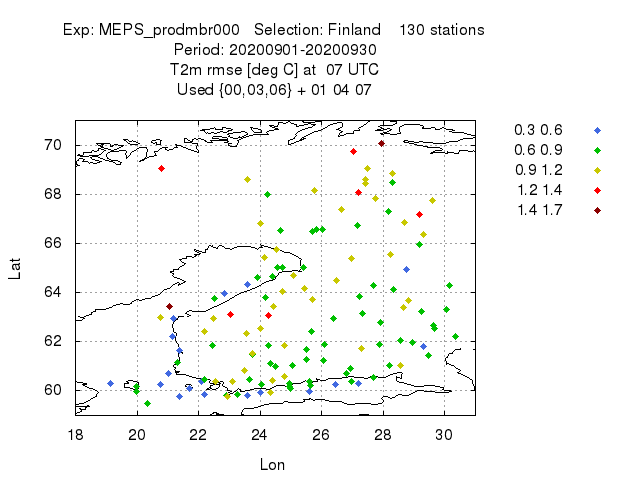 Exp: MEPS_prodmbr000 Selection: Finland 130 stations
Period: 20200901-20200930
T2m rmse [deg C] at 07 UTC
Used {00,03,06} + 01 04 07
0.3 0.6
0.6 0.9
0.9 1.2
1.2 1.4
1.4 1.7
70
68
66
64
62
60
Lat
18 20 22 24 26 28 30
Lon